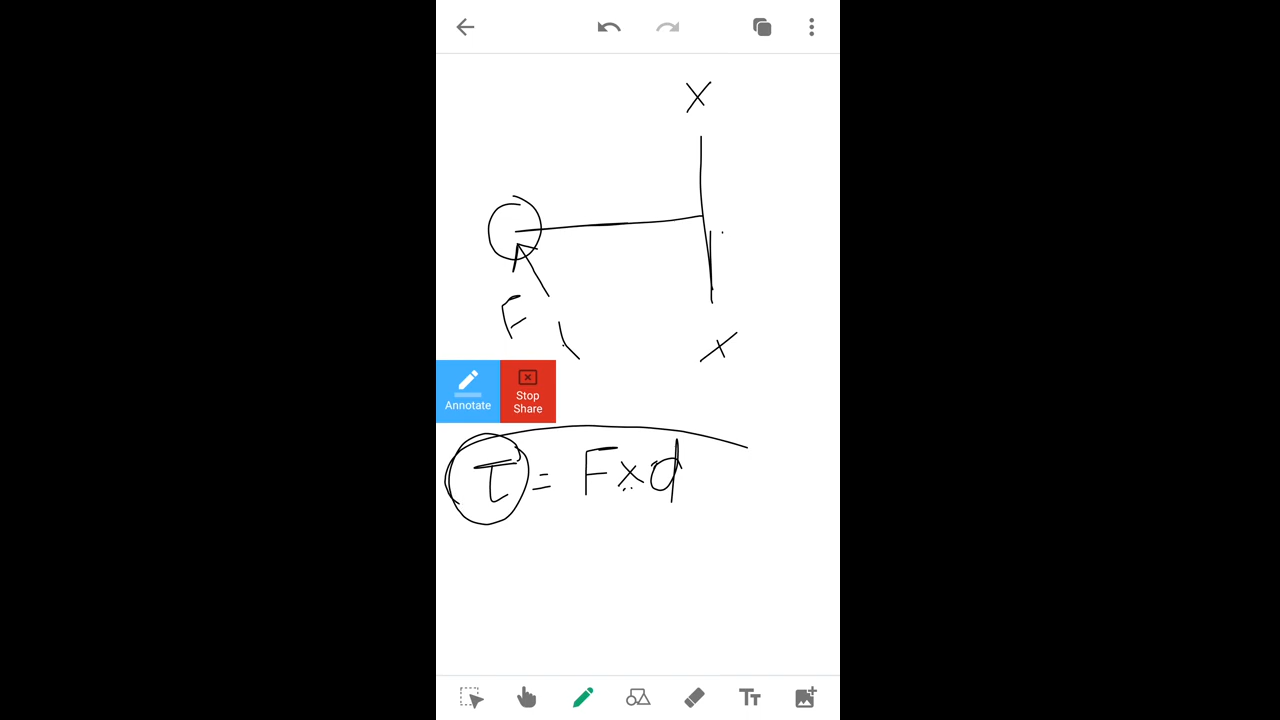 X
F
X
Annotate
Stop
Share
τ = F x d